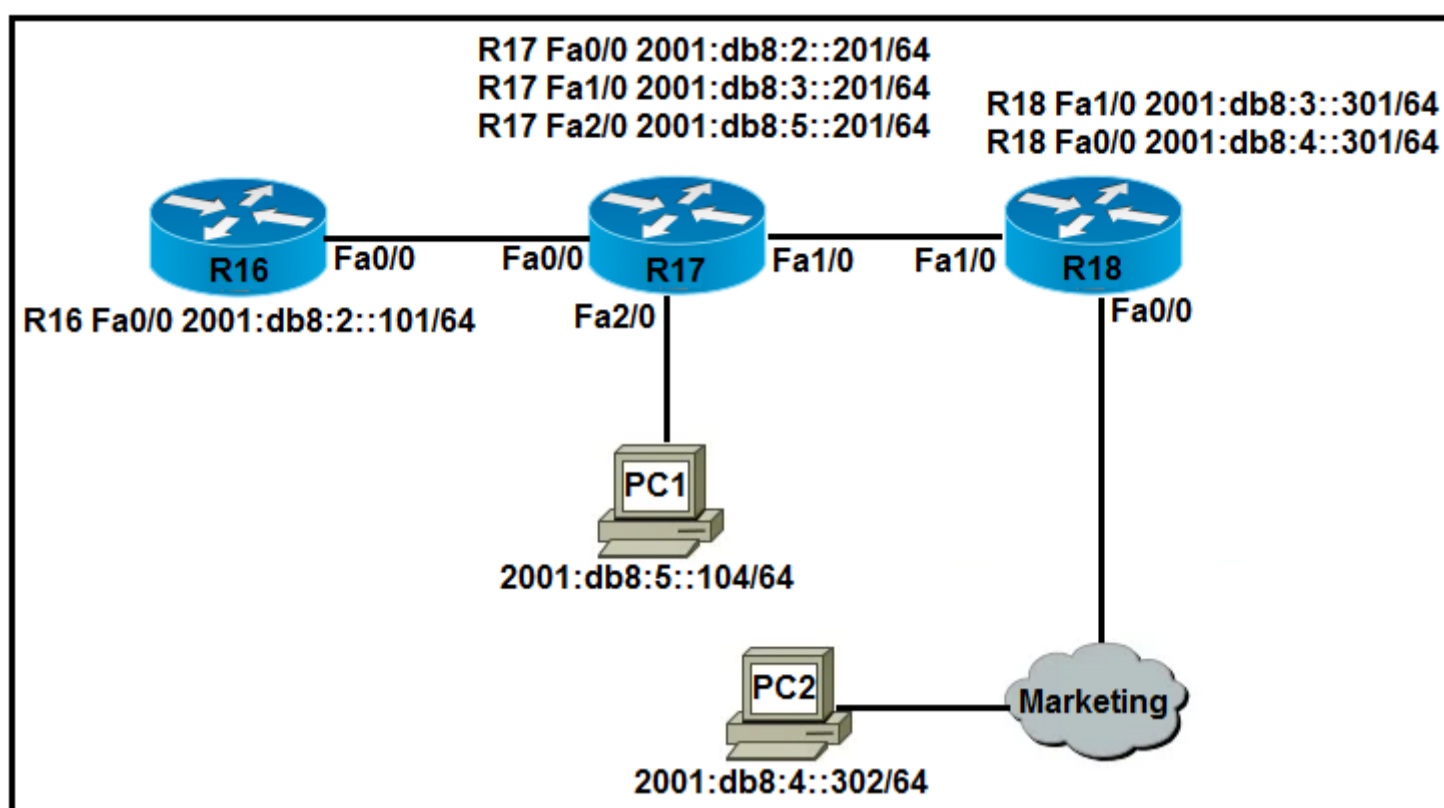 R17 Fa0/0 2001:db8:2::201/64
R17 Fa1/0 2001:db8:3::201/64
R17 Fa2/0 2001:db8:5::201/64
R18 Fa1/0 2001:db8:3::301/64
R18 Fa0/0 2001:db8:4::301/64
R16
Fa0/0
Fa0/0
R17
Fa1/0
Fa1/0
R18
R16 Fa0/0 2001:db8:2::101/64
Fa2/0
Fa0/0
PC1
2001:db8:5::104/64
PC2
Marketing
2001:db8:4::302/64